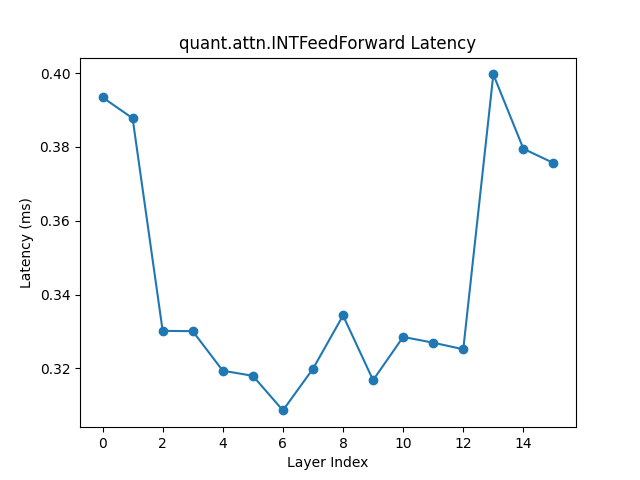 quant.attn.INTFeedForward Latency
0.40
0.38
0.36
0.34
0.32
Latency (ms)
0 2 4 6 8 10 12 14
Layer Index